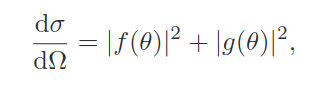 dσ/dΩ = |f(θ)|² + |g(θ)|²,